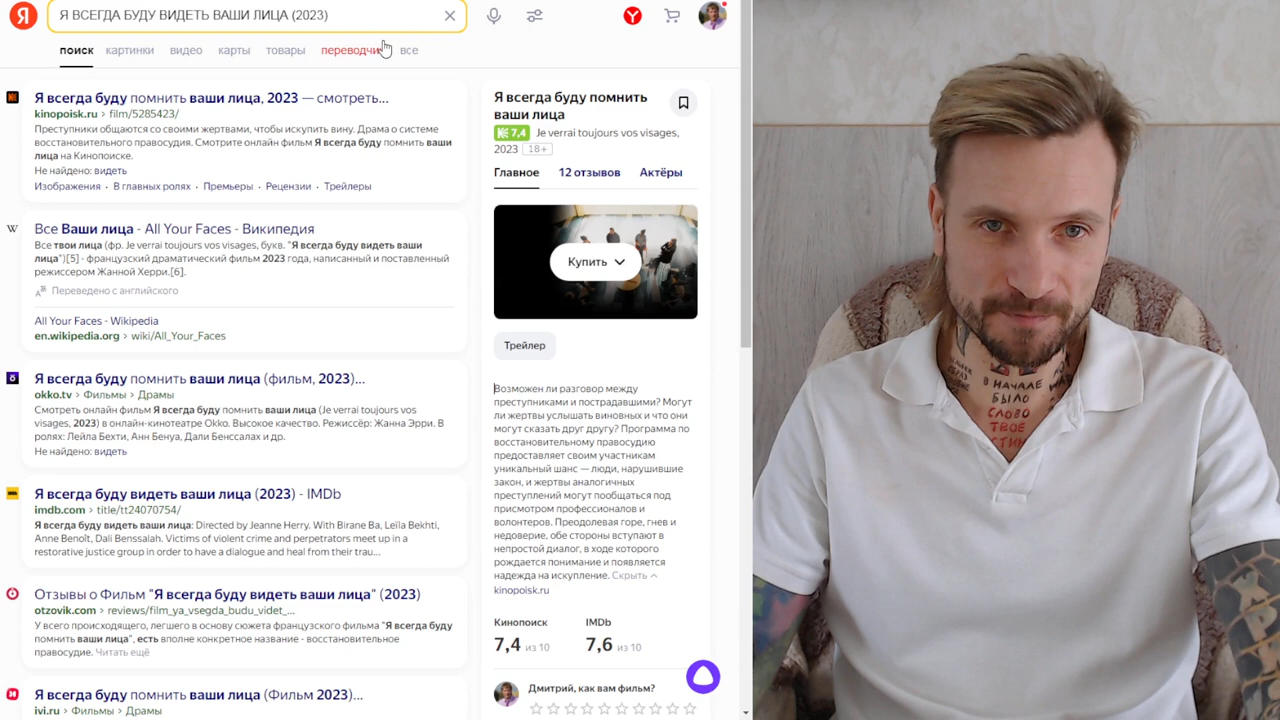 Я
Я ВСЕГДА БУДУ ВИДЕТЬ ВАШИ ЛИЦА (2023)
Y
поиск картинки видео карты товары переводчи все
Я всегда буду помнить ваши лица, 2023 — смотреть...
kinopoisk.ru › film/5285423/
Преступники общаются со своими жертвами, чтобы искупить вину. Драма о системе
восстановительного правосудия. Смотрите онлайн фильм Я всегда буду помнить ваши
лица на Кинопоиске.
Не найдено: видеть
Изображения · В главных ролях · Премьеры · Рецензии · Трейлеры
W
Все Ваши лица - All Your Faces - Википедия
Все твои лица (фр. Je verrai toujours vos visages, букв. "Я всегда буду видеть ваши
лица")[5] - французский драматический фильм 2023 года, написанный и поставленный
режиссером Жанной Херри.[6].
Переведено с английского
All Your Faces - Wikipedia
en.wikipedia.org › wiki/All_Your_Faces
Я всегда буду помнить ваши лица (фильм, 2023)...
okko.tv › Фильмы › Драмы
Смотреть онлайн фильм Я всегда буду помнить ваши лица (Je verrai toujours vos
visages, 2023) в онлайн-кинотеатре Okko. Высокое качество. Режиссёр: Жанна Эрри. В
ролях: Лейла Бехти, Анн Бенуа, Дали Бенссалах и др.
Не найдено: видеть
Я всегда буду видеть ваши лица (2023) - IMDb
imdb.com › title/tt24070754/
Я всегда буду видеть ваши лица: Directed by Jeanne Herry. With Birane Ba, Leïla Bekhti,
Anne Benoît, Dali Benssalah. Victims of violent crime and perpetrators meet up in a
restorative justice group in order to have a dialogue and heal from their trau...
Отзывы о Фильм "Я всегда буду видеть ваши лица" (2023)
otzovik.com › reviews/film_ya_vsegda_budu_videt_...
У всего происходящего, легшего в основу сюжета французского фильма "Я всегда буду
помнить ваши лица", есть вполне конкретное название - восстановительное
правосудие. Читать ещё
Я всегда буду помнить ваши лица (Фильм 2023)...
ivi.ru › Фильмы › Драмы
Я всегда буду помнить
ваши лица
7,4 Je verrai toujours vos visages,
2023 18+
Главное 12 отзывов Актёры
Купить
Трейлер
Возможен ли разговор между
преступниками и пострадавшими? Могут
ли жертвы услышать виновных и что они
могут сказать друг другу? Программа по
восстановительному правосудию
предоставляет своим участникам
уникальный шанс — люди, нарушившие
закон, и жертвы аналогичных
преступлений могут пообщаться под
присмотром профессионалов и
волонтеров. Преодолевая горе, гнев и
недоверие, обе стороны вступают в
непростой диалог, в ходе которого
рождается понимание и появляется
надежда на искупление. Скрыть
kinopoisk.ru
Кинопоиск IMDb
7,4 из 10 7,6 из 10
Дмитрий, как вам фильм?
В НАЧАЛЕ
БЫЛО
СЛОВО
ТВОЕ